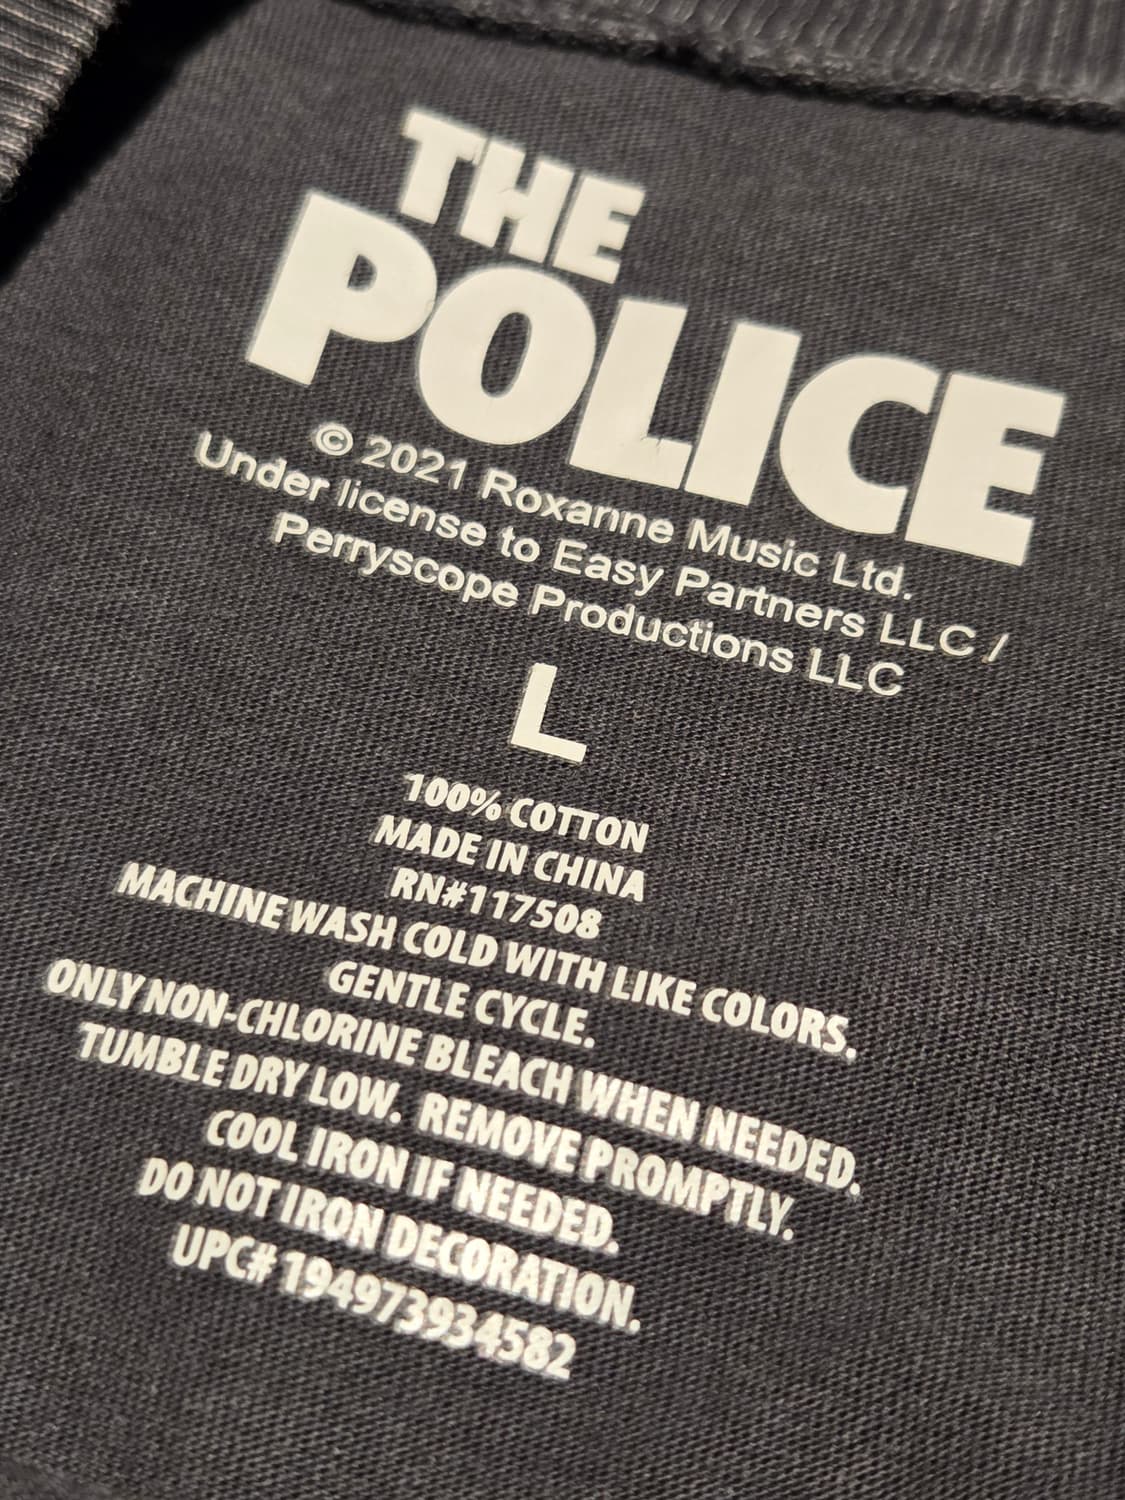 THE
POLICE
© 2021 Roxanne Music Ltd.
Under license to Easy Partners LLC /
Perryscope Productions LLC
L
100% COTTON
MADE IN CHINA
RN#117508
MACHINE WASH COLD WITH LIKE COLORS.
GENTLE CYCLE.
ONLY NON-CHLORINE BLEACH WHEN NEEDED.
TUMBLE DRY LOW. REMOVE PROMPTLY.
COOL IRON IF NEEDED.
DO NOT IRON DECORATION.
UPC# 194973934582